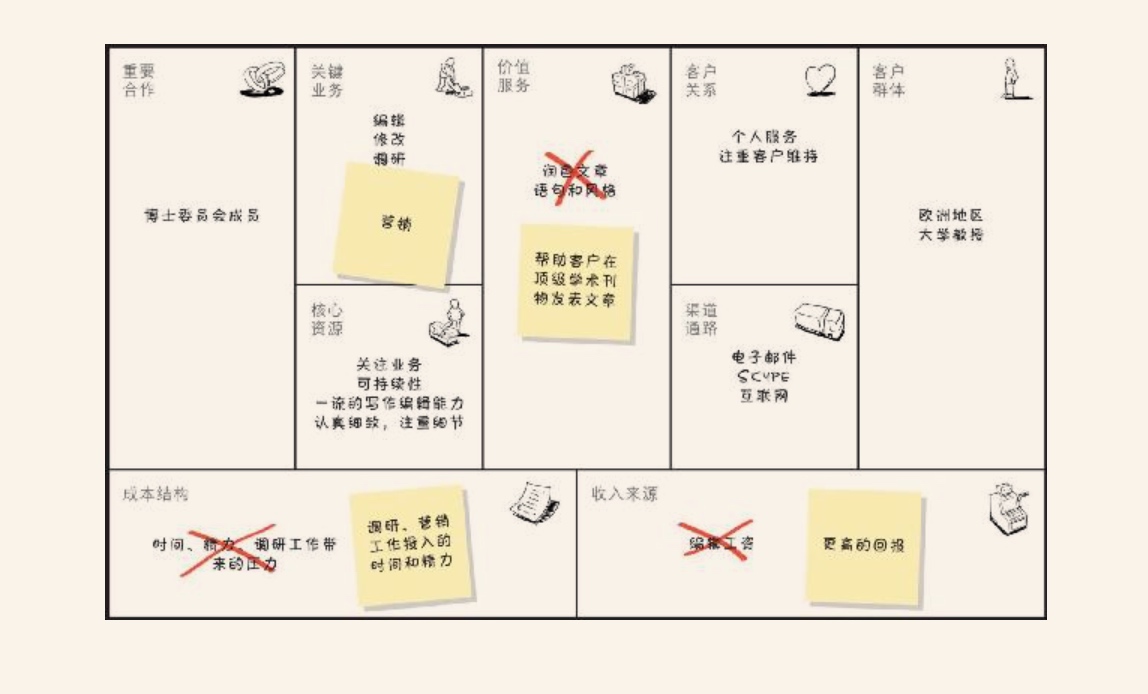 重要
合作
博士委员会成员
关键
业务
编辑
修改
调研
营销
核心
资源
关注业务
可持续性
一流的写作编辑能力
认真细致，注重细节
价值
服务
润色文章
语句和风格
帮助客户在
顶级学术刊
物发表文章
客户
关系
个人服务
注重客户维持
渠道
通路
电子邮件
SCYPE
互联网
客户
群体
欧洲地区
大学教授
成本结构
时间、精力、调研工作带
来的压力
调研、营销
工作投入的
时间和精力
收入来源
编辑工资
更高的回报